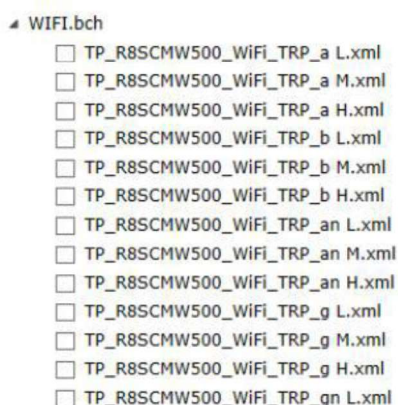 WIFI.bch
TP_R8SCMW500_WiFi_TRP_a L.xml
TP_R8SCMW500_WiFi_TRP_a M.xml
TP_R8SCMW500_WiFi_TRP_a H.xml
TP_R8SCMW500_WiFi_TRP_b L.xml
TP_R8SCMW500_WiFi_TRP_b M.xml
TP_R8SCMW500_WiFi_TRP_b H.xml
TP_R8SCMW500_WiFi_TRP_an L.xml
TP_R8SCMW500_WiFi_TRP_an M.xml
TP_R8SCMW500_WiFi_TRP_an H.xml
TP_R8SCMW500_WiFi_TRP_g L.xml
TP_R8SCMW500_WiFi_TRP_g M.xml
TP_R8SCMW500_WiFi_TRP_g H.xml
TP_R8SCMW500_WiFi_TRP_gn L.xml